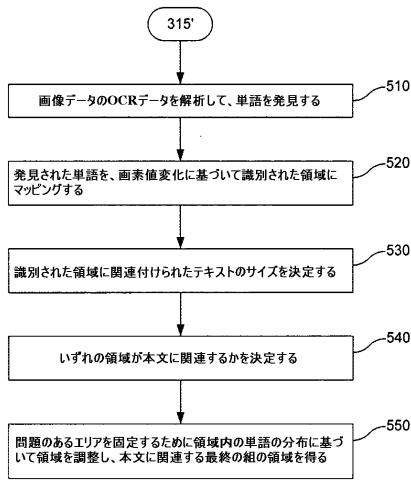 315'
510
画像データのOCRデータを解析して、単語を発見する
520
発見された単語を、画素値変化に基づいて識別された領域に
マッピングする
530
識別された領域に関連付けられたテキストのサイズを決定する
540
いずれの領域が本文に関連するかを決定する
550
問題のあるエリアを固定するために領域内の単語の分布に基づ
いて領域を調整し、本文に関連する最終の組の領域を得る